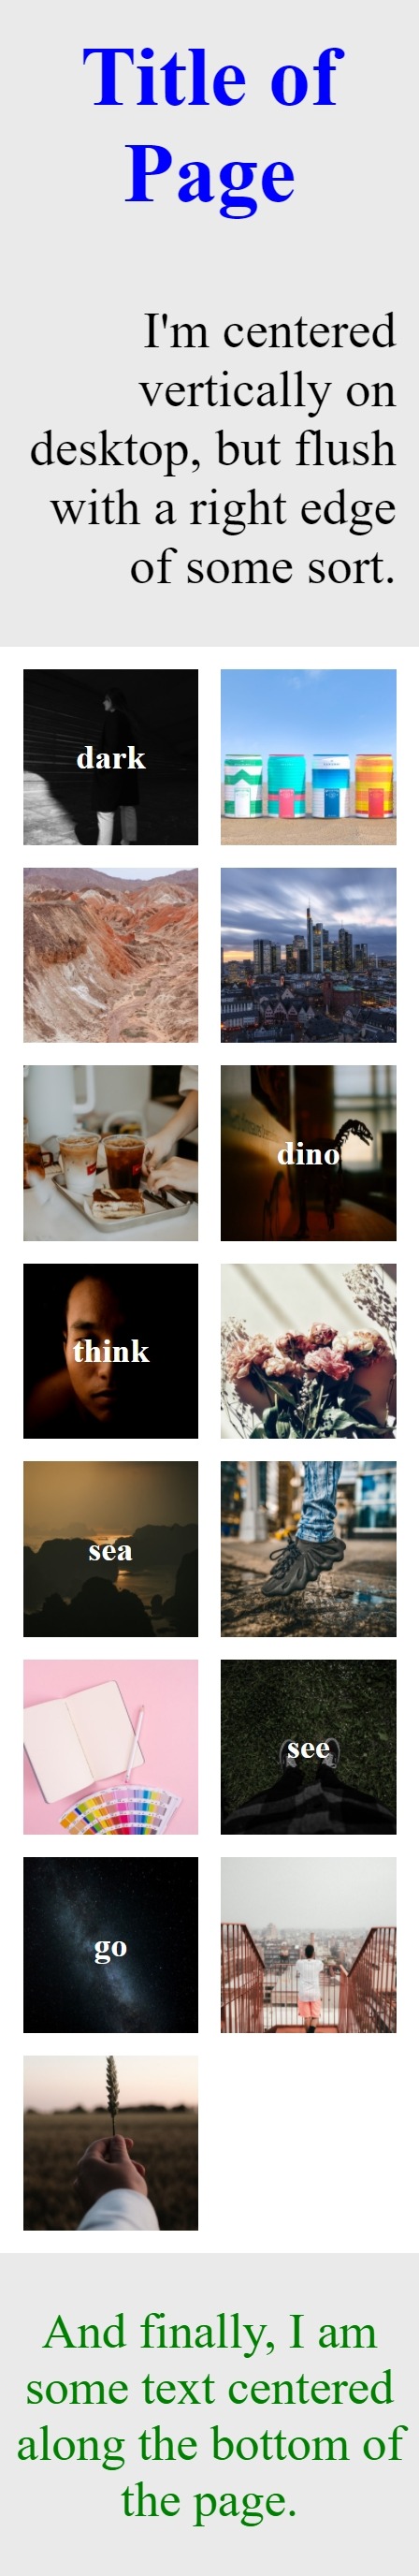 Title of
Page
I'm centered
vertically on
desktop, but flush
with a right edge
of some sort.
dark
dino
think
sea
see
go
And finally, I am
some text centered
along the bottom of
the page.